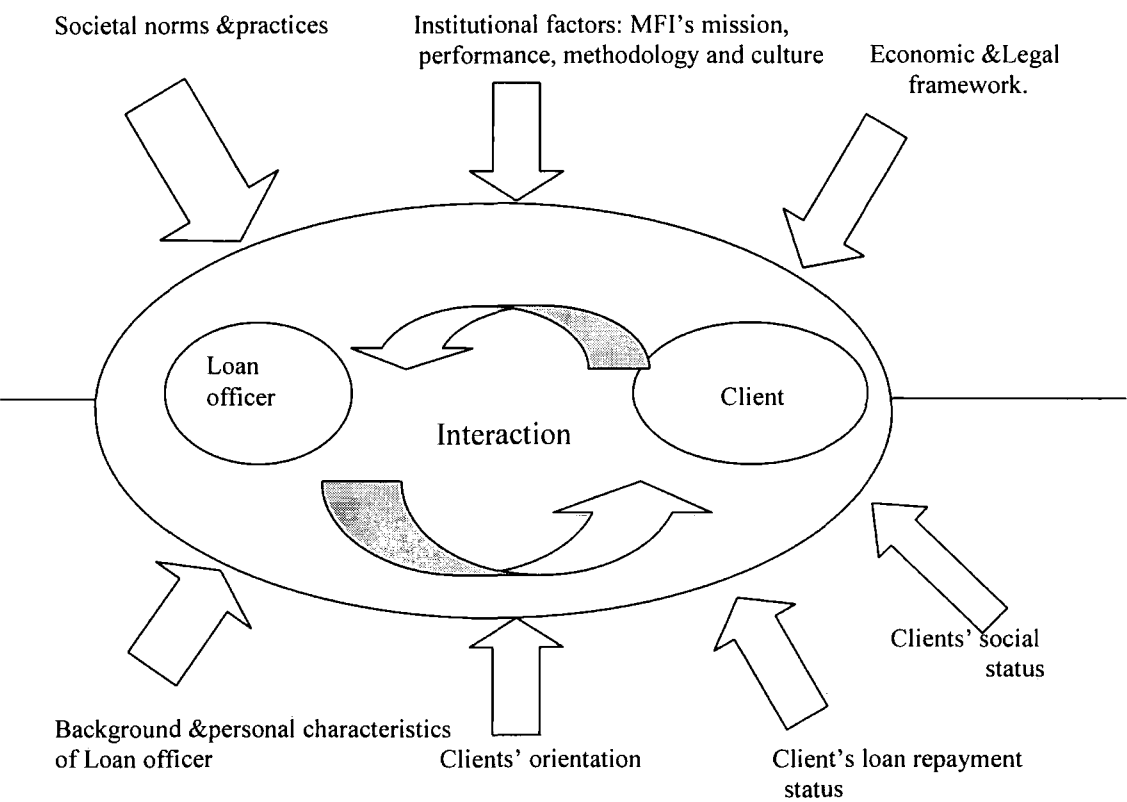 Societal norms &practices
Institutional factors: MFI's mission,
performance, methodology and culture
Economic &Legal
framework.
Loan
officer
Client
Interaction
Clients' social
status
Background &personal characteristics
of Loan officer
Clients' orientation
Client's loan repayment
status